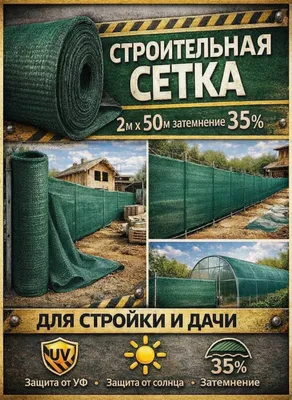 СТРОИТЕЛЬНАЯ
СЕТКА
2м x 50м затемнение 35%
ДЛЯ СТРОЙКИ И ДАЧИ
UV
35%
Защита от УФ • Защита от солнца • Затемнение